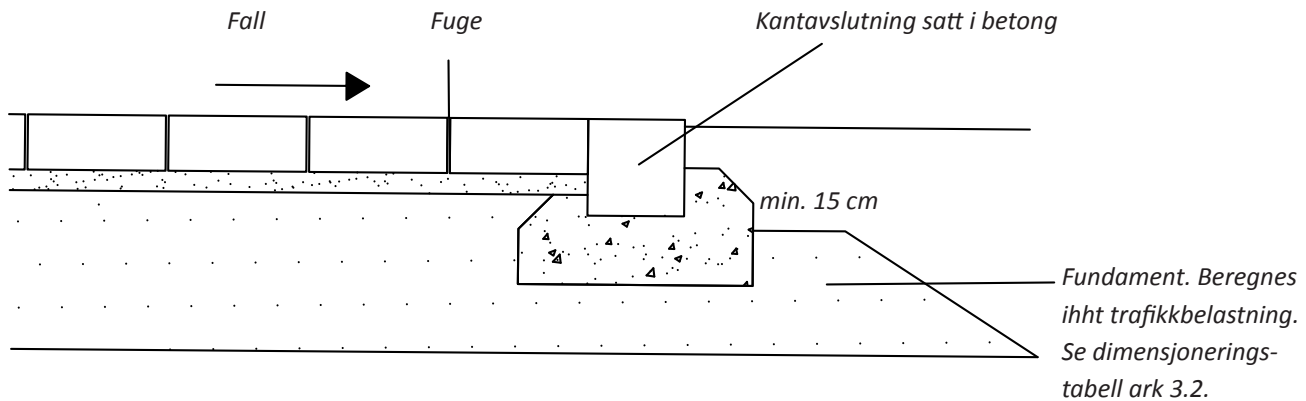 Fall
Fuge
Kantavslutning satt i betong
min. 15 cm
Fundament. Beregnes
ihht trafikkbelastning.
Se dimensjonerings-
tabell ark 3.2.